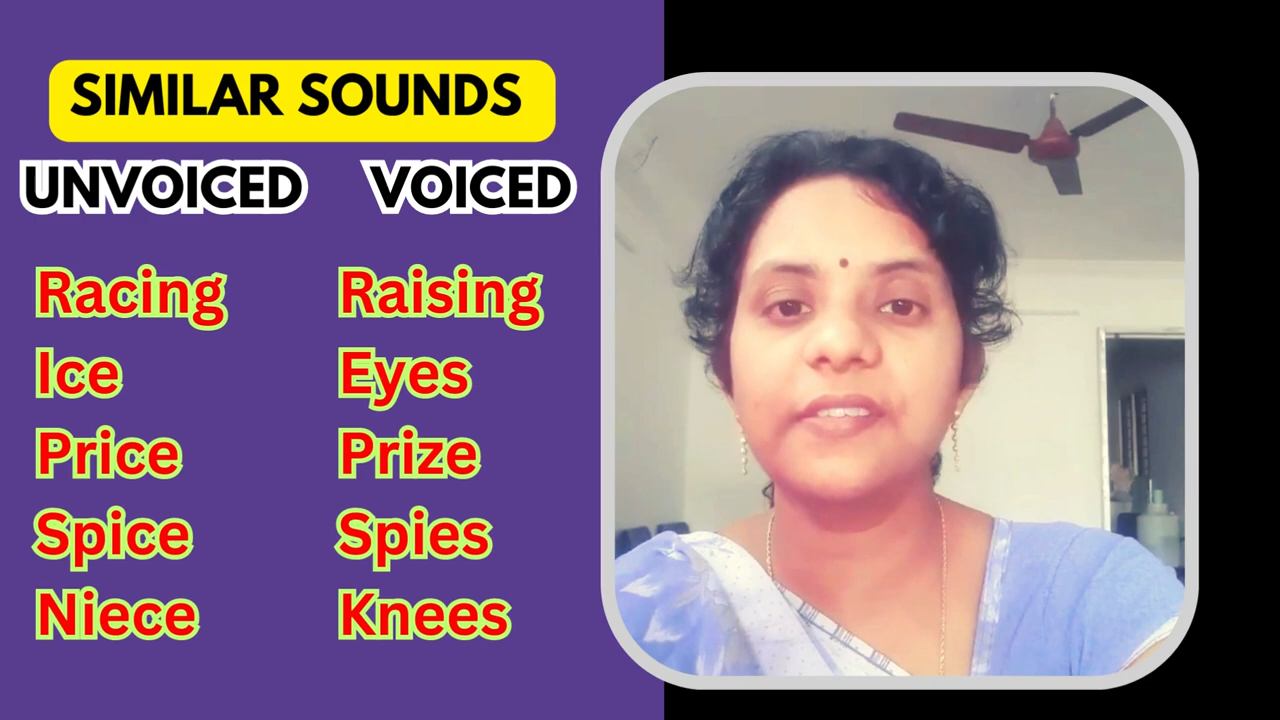 SIMILAR SOUNDS
UNVOICED VOICED
Racing Raising
Ice Eyes
Price Prize
Spice Spies
Niece Knees